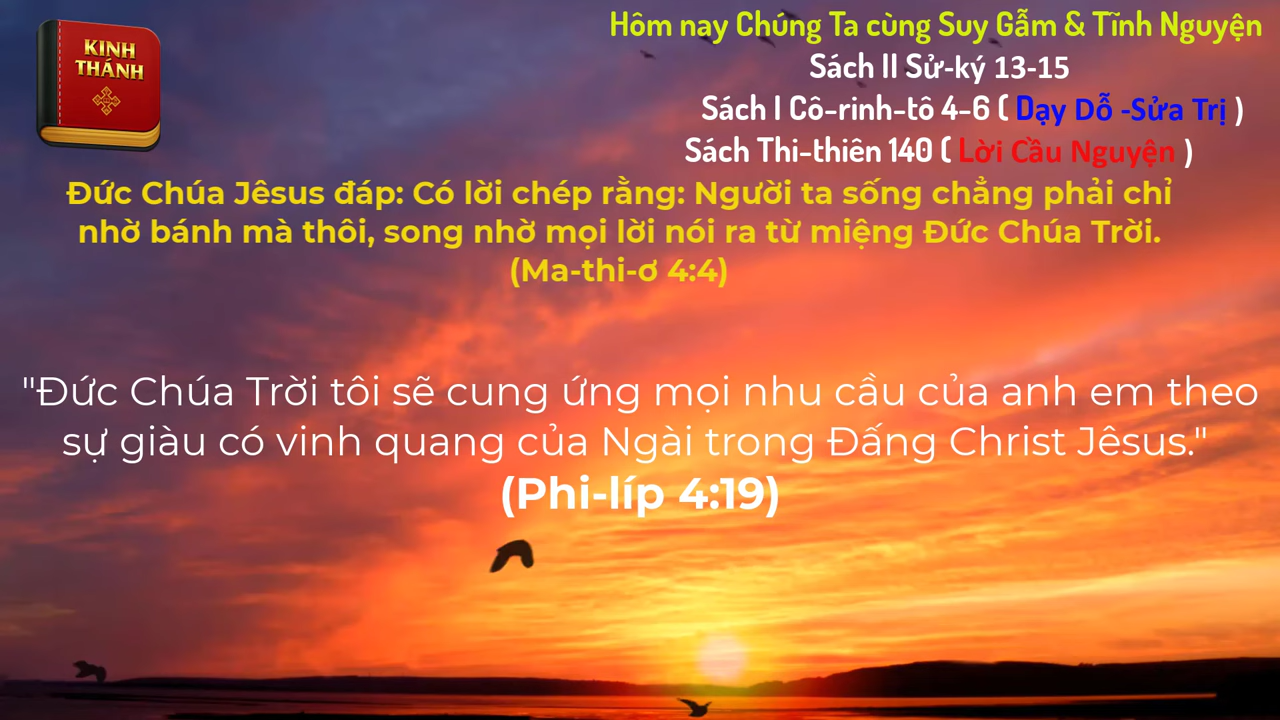 KINH
THÁNH
Hôm nay Chúng Ta cùng Suy Gẫm & Tĩnh Nguyện
Sách II Sử-ký 13-15
Sách I Cô-rinh-tô 4-6 ( Dạy Dỗ -Sửa Trị )
Sách Thi-thiên 140 ( Lời Cầu Nguyện )
Đức Chúa Jêsus đáp: Có lời chép rằng: Người ta sống chẳng phải chỉ
nhờ bánh mà thôi, song nhờ mọi lời nói ra từ miệng Đức Chúa Trời.
(Ma-thi-ơ 4:4)
"Đức Chúa Trời tôi sẽ cung ứng mọi nhu cầu của anh em theo
sự giàu có vinh quang của Ngài trong Đấng Christ Jêsus."
(Phi-líp 4:19)